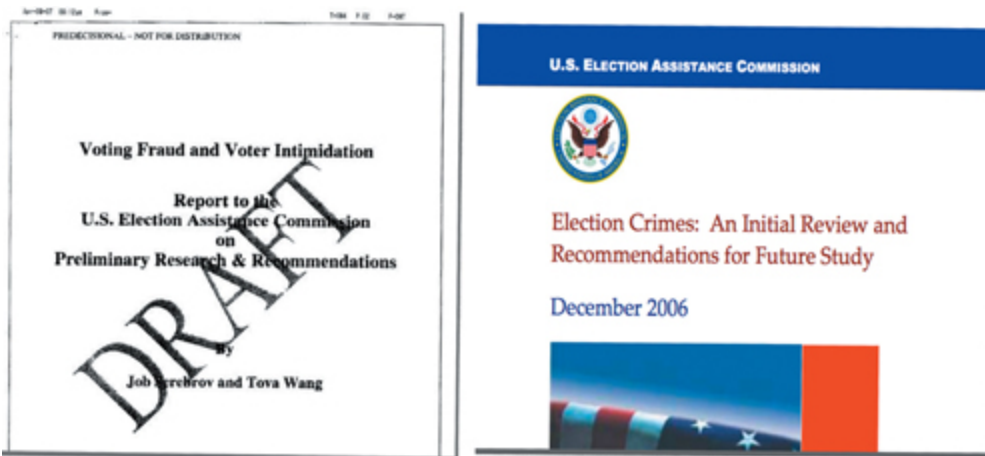 PREDECISIONAL – NOT FOR DISTRIBUTION
Voting Fraud and Voter Intimidation
Report to the
U.S. Election Assistance Commission
on
Preliminary Research & Recommendations
By
Job Serebrov and Tova Wang
DRAFT
U.S. ELECTION ASSISTANCE COMMISSION
Election Crimes: An Initial Review and
Recommendations for Future Study
December 2006